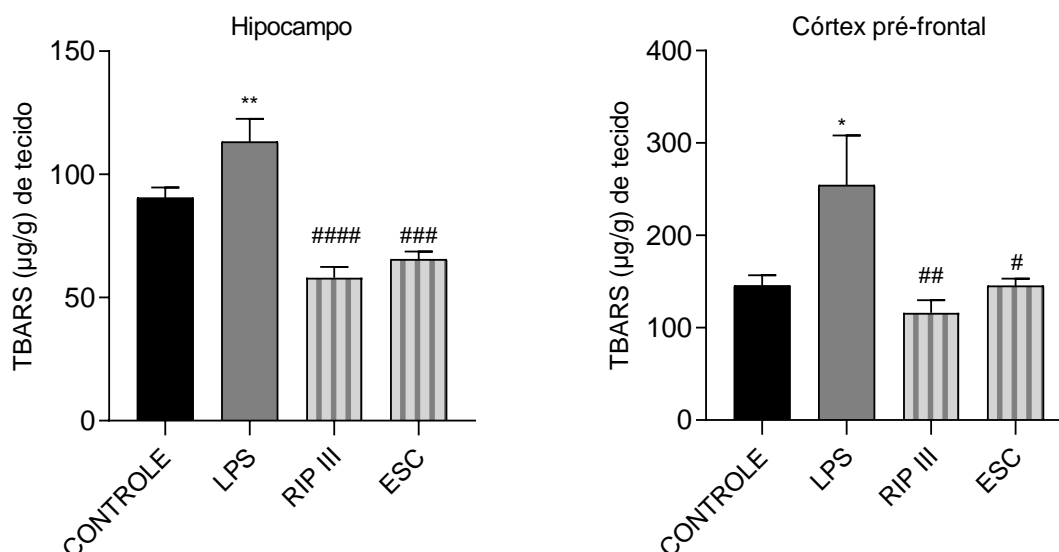 Hipocampo
TBARS (µg/g) de tecido
150
100
50
0
**
####
###
CONTROLE
LPS
RIP III
ESC
Córtex pré-frontal
TBARS (µg/g) de tecido
400
300
200
100
0
*
##
#
CONTROLE
LPS
RIP III
ESC